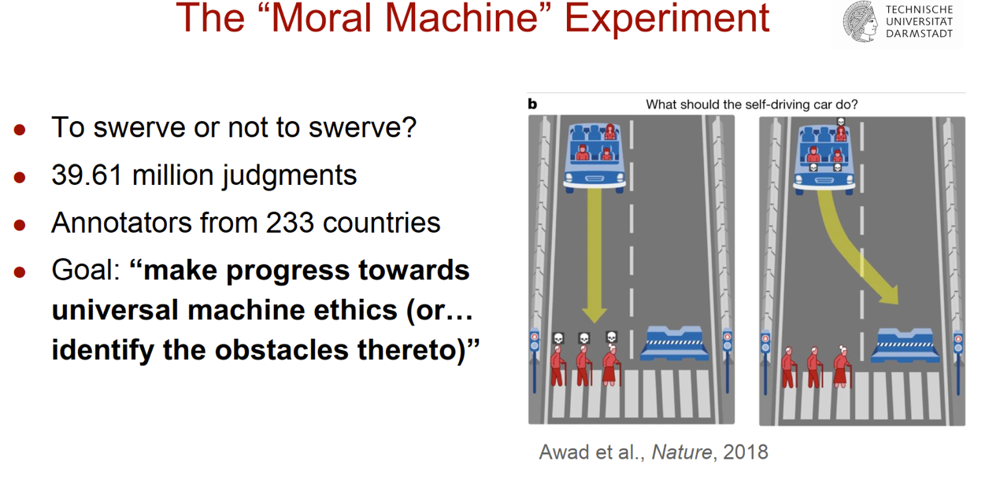 The “Moral Machine” Experiment
TECHNISCHE
UNIVERSITÄT
DARMSTADT
To swerve or not to swerve?
39.61 million judgments
Annotators from 233 countries
Goal: “make progress towards
universal machine ethics (or…
identify the obstacles thereto)”
b
What should the self-driving car do?
Awad et al., Nature, 2018